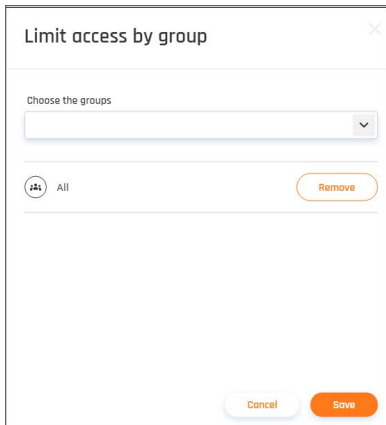 Limit access by group
Choose the groups
All
Remove
Cancel
Save